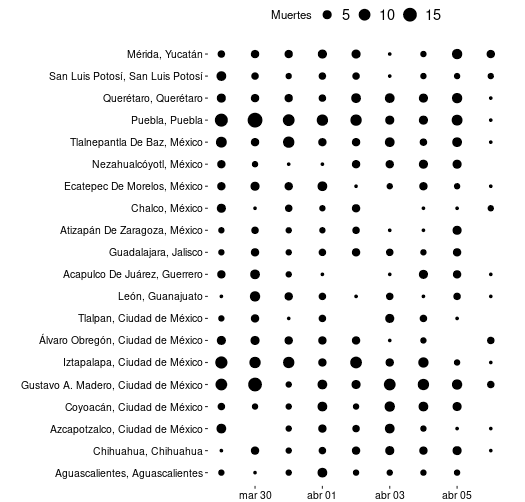 Muertes 5 10 15
Mérida, Yucatán
San Luis Potosí, San Luis Potosí
Querétaro, Querétaro
Puebla, Puebla
Tlalnepantla De Baz, México
Nezahualcóyotl, México
Ecatepec De Morelos, México
Chalco, México
Atizapán De Zaragoza, México
Guadalajara, Jalisco
Acapulco De Juárez, Guerrero
León, Guanajuato
Tlalpan, Ciudad de México
Álvaro Obregón, Ciudad de México
Iztapalapa, Ciudad de México
Gustavo A. Madero, Ciudad de México
Coyoacán, Ciudad de México
Azcapotzalco, Ciudad de México
Chihuahua, Chihuahua
Aguascalientes, Aguascalientes
mar 30 abr 01 abr 03 abr 05